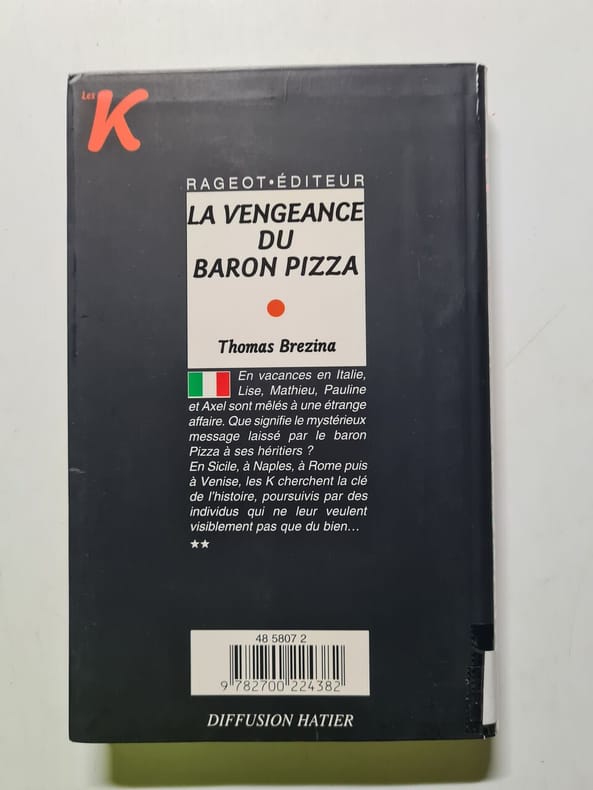 Les
K
RAGEOT•ÉDITEUR
LA VENGEANCE
DU
BARON PIZZA
Thomas Brezina
En vacances en Italie,
Lise, Mathieu, Pauline
et Axel sont mêlés à une étrange
affaire. Que signifie le mystérieux
message laissé par le baron
Pizza à ses héritiers ?
En Sicile, à Naples, à Rome puis
à Venise, les K cherchent la clé
de l'histoire, poursuivis par des
individus qui ne leur veulent
visiblement pas que du bien...
★★
48 5807 2
9 782700 224382
DIFFUSION HATIER